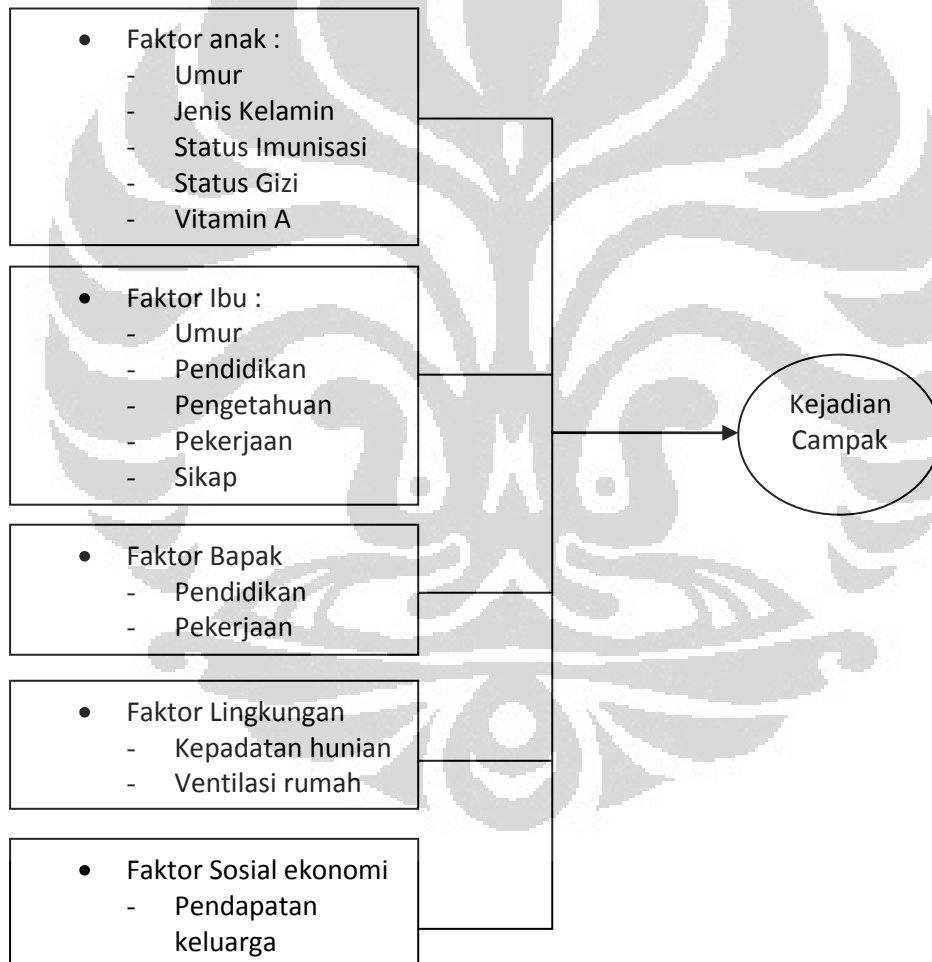 • Faktor anak :
- Umur
- Jenis Kelamin
- Status Imunisasi
- Status Gizi
- Vitamin A
• Faktor Ibu :
- Umur
- Pendidikan
- Pengetahuan
- Pekerjaan
- Sikap
• Faktor Bapak
- Pendidikan
- Pekerjaan
• Faktor Lingkungan
- Kepadatan hunian
- Ventilasi rumah
• Faktor Sosial ekonomi
- Pendapatan
keluarga
Kejadian
Campak